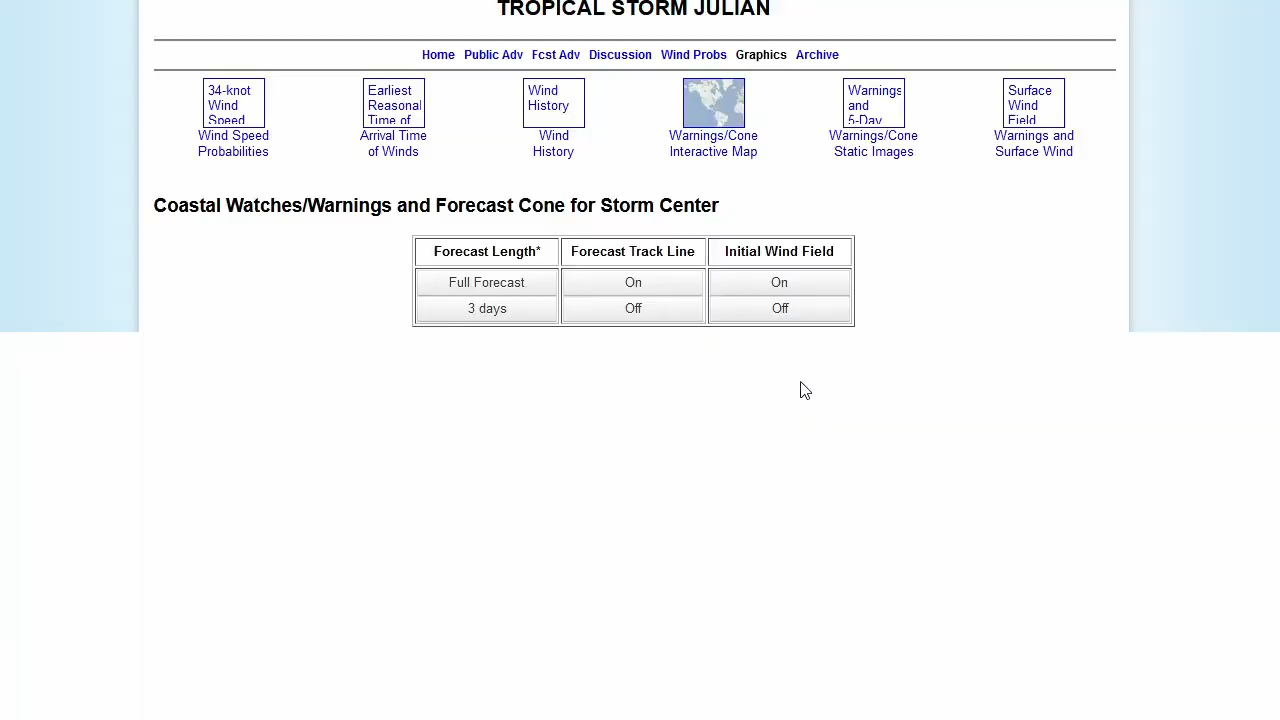 TROPICAL STORM JULIAN
Home Public Adv Fcst Adv Discussion Wind Probs Graphics Archive
34-knot
Wind
Speed
Wind Speed
Probabilities
Earliest
Reasonal
Time of
Arrival Time
of Winds
Wind
History
Wind
History
Warnings/Cone
Interactive Map
Warnings
and
5-Day
Warnings/Cone
Static Images
Surface
Wind
Field
Warnings and
Surface Wind
Coastal Watches/Warnings and Forecast Cone for Storm Center
Forecast Length* Forecast Track Line Initial Wind Field
Full Forecast On On
3 days Off Off